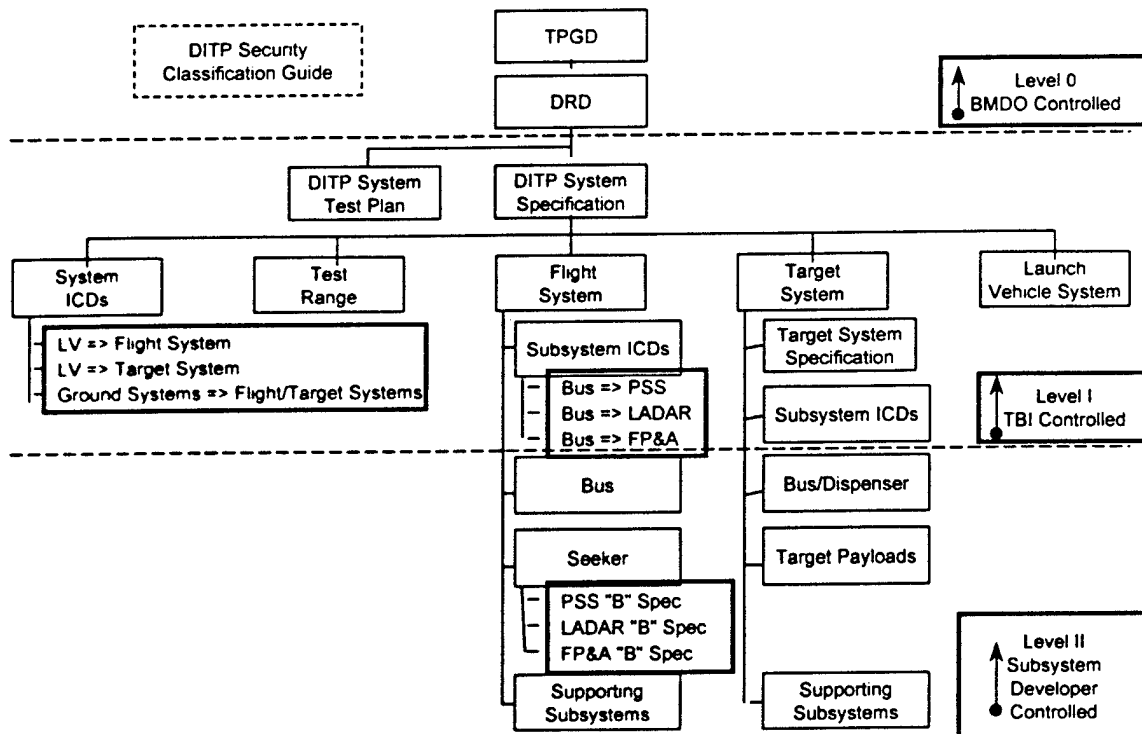 DITP Security
Classification Guide
TPGD
DRD
Level 0
BMDO Controlled
DITP System
Test Plan
DITP System
Specification
System
ICDs
Test
Range
Flight
System
Target
System
Launch
Vehicle System
LV => Flight System
LV => Target System
Ground Systems => Flight/Target Systems
Subsystem ICDs
Bus => PSS
Bus => LADAR
Bus => FP&A
Target System
Specification
Subsystem ICDs
Level I
TBI Controlled
Bus
Seeker
PSS "B" Spec
LADAR "B" Spec
FP&A "B" Spec
Supporting
Subsystems
Bus/Dispenser
Target Payloads
Supporting
Subsystems
Level II
Subsystem
Developer
Controlled